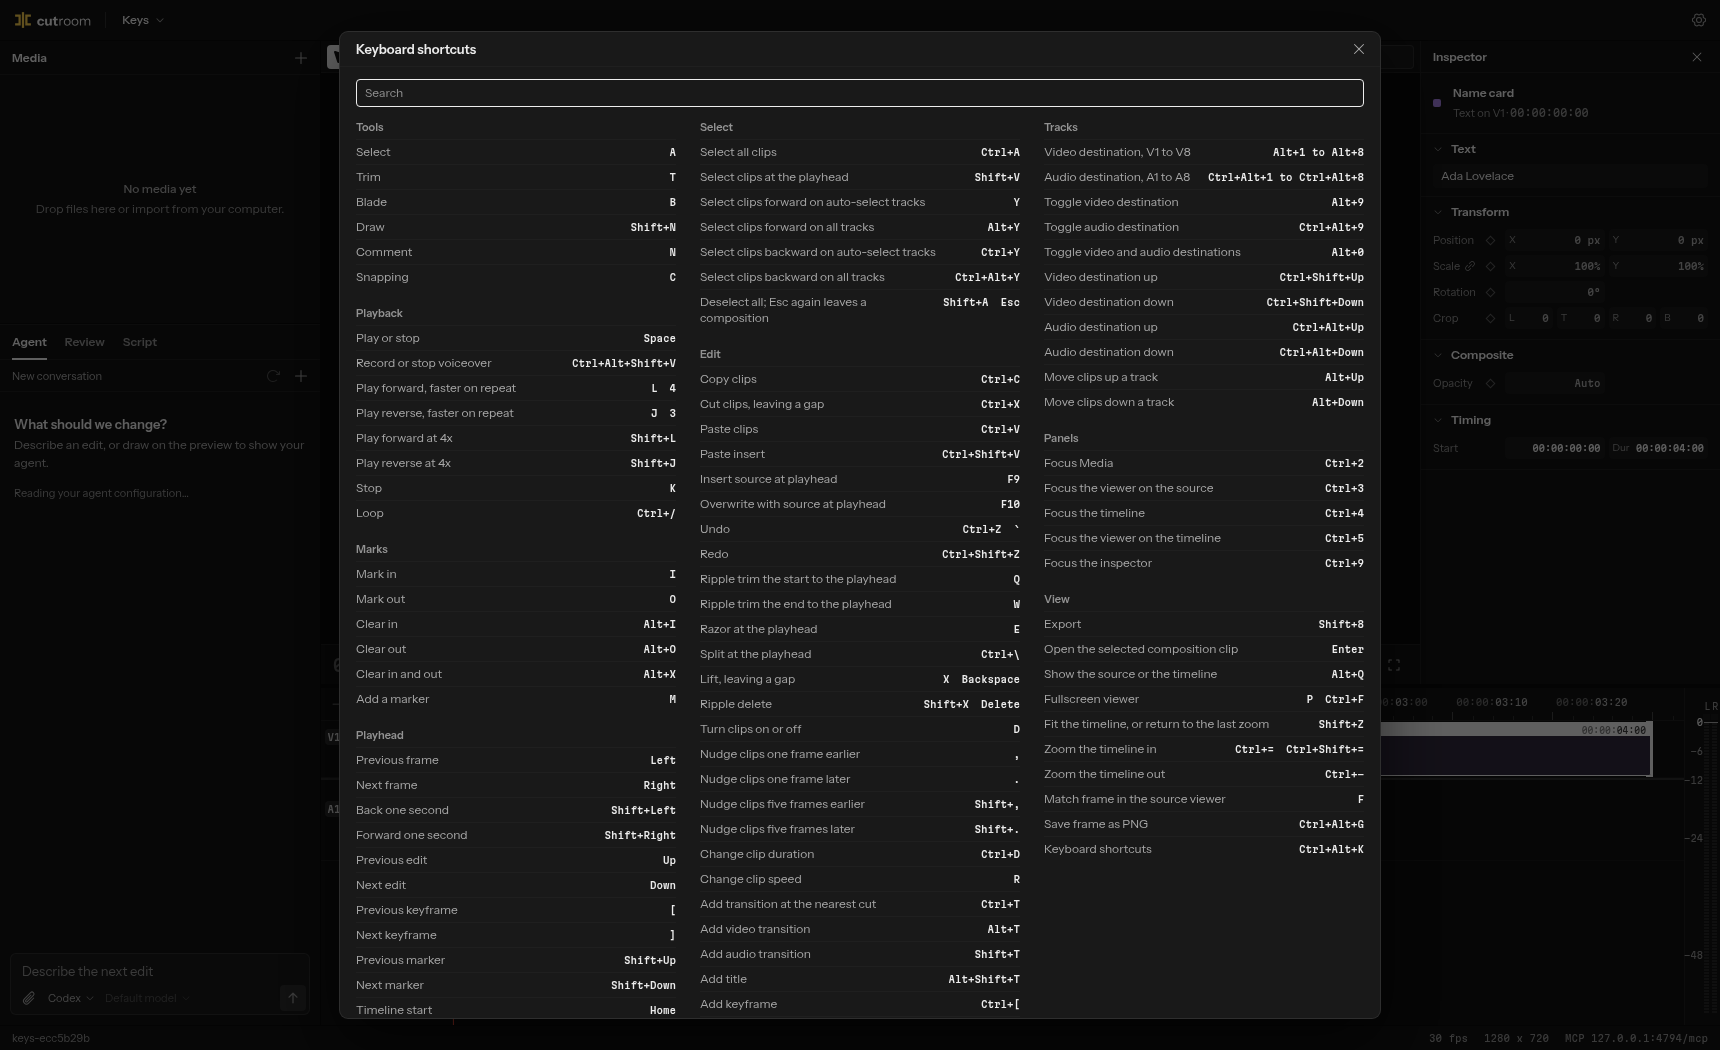 cutroom
Keys
Media
No media yet
Drop files here or import from your computer.
Agent
Review
Script
New conversation
What should we change?
Describe an edit, or draw on the preview to show your
agent.
Reading your agent configuration...
Describe the next edit
Codex
Default model
keys-ecc5b29b
Keyboard shortcuts
Search
Tools
Select A
Trim T
Blade B
Draw Shift+N
Comment N
Snapping C
Playback
Play or stop Space
Record or stop voiceover Ctrl+Alt+Shift+V
Play forward, faster on repeat L 4
Play reverse, faster on repeat J 3
Play forward at 4x Shift+L
Play reverse at 4x Shift+J
Stop K
Loop Ctrl+/
Marks
Mark in I
Mark out O
Clear in Alt+I
Clear out Alt+O
Clear in and out Alt+X
Add a marker M
Playhead
Previous frame Left
Next frame Right
Back one second Shift+Left
Forward one second Shift+Right
Previous edit Up
Next edit Down
Previous keyframe [
Next keyframe ]
Previous marker Shift+Up
Next marker Shift+Down
Timeline start Home
Select
Select all clips Ctrl+A
Select clips at the playhead Shift+V
Select clips forward on auto-select tracks Y
Select clips forward on all tracks Alt+Y
Select clips backward on auto-select tracks Ctrl+Y
Select clips backward on all tracks Ctrl+Alt+Y
Deselect all; Esc again leaves a Shift+A Esc
composition
Edit
Copy clips Ctrl+C
Cut clips, leaving a gap Ctrl+X
Paste clips Ctrl+V
Paste insert Ctrl+Shift+V
Insert source at playhead F9
Overwrite with source at playhead F10
Undo Ctrl+Z `
Redo Ctrl+Shift+Z
Ripple trim the start to the playhead Q
Ripple trim the end to the playhead W
Razor at the playhead E
Split at the playhead Ctrl+\
Lift, leaving a gap X Backspace
Ripple delete Shift+X Delete
Turn clips on or off D
Nudge clips one frame earlier ,
Nudge clips one frame later .
Nudge clips five frames earlier Shift+,
Nudge clips five frames later Shift+.
Change clip duration Ctrl+D
Change clip speed R
Add transition at the nearest cut Ctrl+T
Add video transition Alt+T
Add audio transition Shift+T
Add title Alt+Shift+T
Add keyframe Ctrl+[
Tracks
Video destination, V1 to V8 Alt+1 to Alt+8
Audio destination, A1 to A8 Ctrl+Alt+1 to Ctrl+Alt+8
Toggle video destination Alt+9
Toggle audio destination Ctrl+Alt+9
Toggle video and audio destinations Alt+0
Video destination up Ctrl+Shift+Up
Video destination down Ctrl+Shift+Down
Audio destination up Ctrl+Alt+Up
Audio destination down Ctrl+Alt+Down
Move clips up a track Alt+Up
Move clips down a track Alt+Down
Panels
Focus Media Ctrl+2
Focus the viewer on the source Ctrl+3
Focus the timeline Ctrl+4
Focus the viewer on the timeline Ctrl+5
Focus the inspector Ctrl+9
View
Export Shift+8
Open the selected composition clip Enter
Show the source or the timeline Alt+Q
Fullscreen viewer P Ctrl+F
Fit the timeline, or return to the last zoom Shift+Z
Zoom the timeline in Ctrl+= Ctrl+Shift+=
Zoom the timeline out Ctrl+−
Match frame in the source viewer F
Save frame as PNG Ctrl+Alt+G
Keyboard shortcuts Ctrl+Alt+K
Inspector
Name card
Text on V1·00:00:00:00
Text
Ada Lovelace
Transform
Position X 0 px Y 0 px
Scale X 100% Y 100%
Rotation 0°
Crop L 0 T 0 R 0 B 0
Composite
Opacity Auto
Timing
Start 00:00:00:00 Dur 00:00:04:00
:03:00 00:00:03:10 00:00:03:20
L R
00:00:04:00
0
−6
−12
−24
−48
V1
A1
30 fps 1280 x 720 MCP 127.0.0.1:4794/mcp